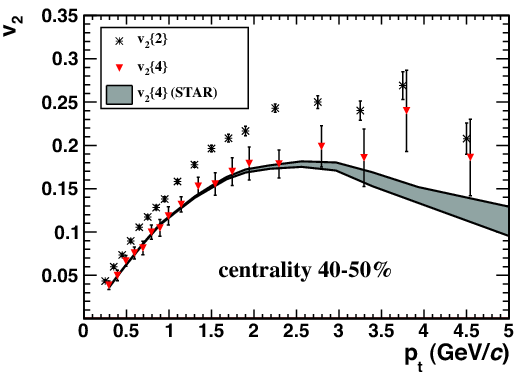 v₂
0.35
0.3
0.25
0.2
0.15
0.1
0.05
v₂{2}
v₂{4}
v₂{4} (STAR)
centrality 40-50%
0 0.5 1 1.5 2 2.5 3 3.5 4 4.5 5
pₜ (GeV/c)